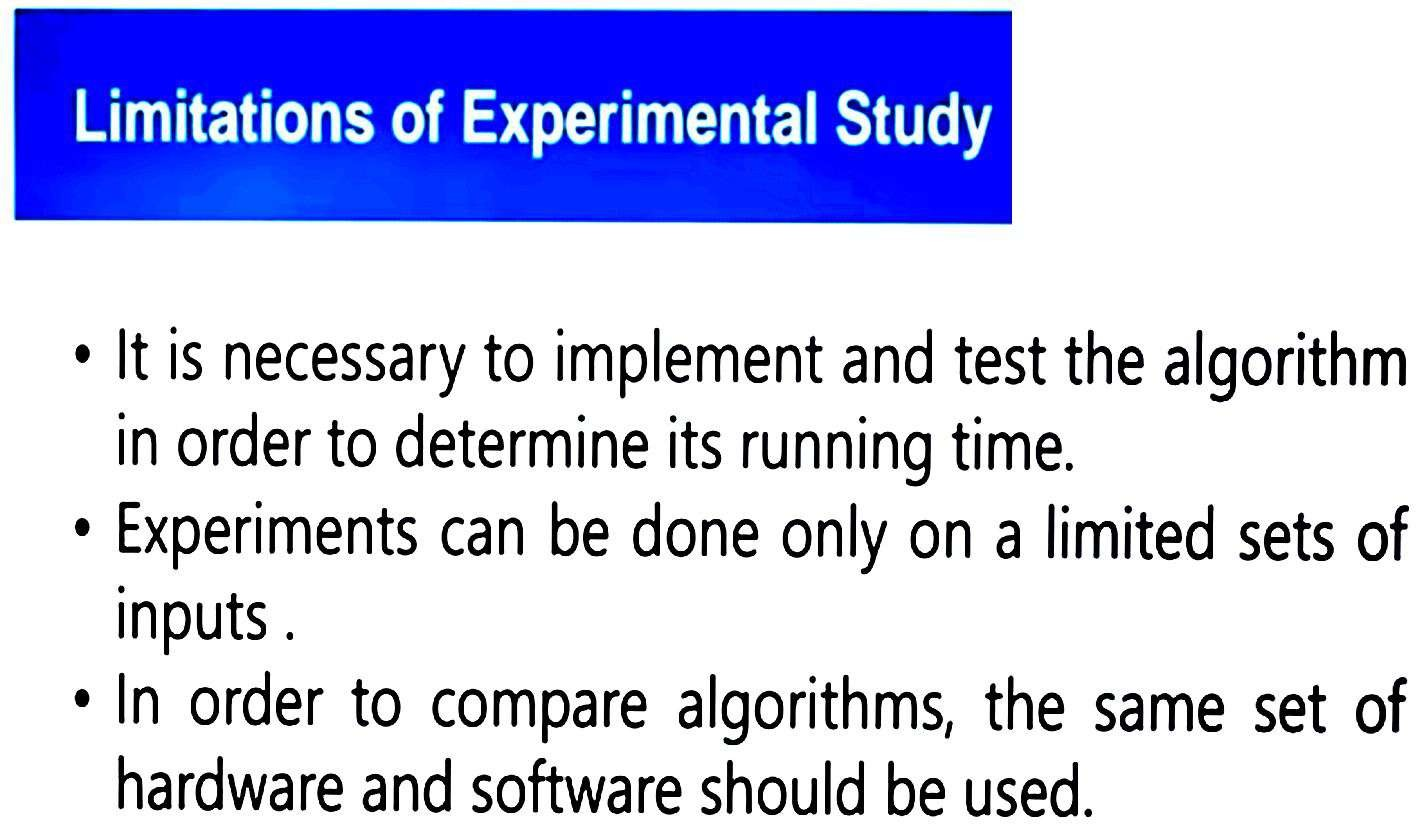 Limitations of Experimental Study
• It is necessary to implement and test the algorithm
in order to determine its running time.
• Experiments can be done only on a limited sets of
inputs .
• In order to compare algorithms, the same set of
hardware and software should be used.